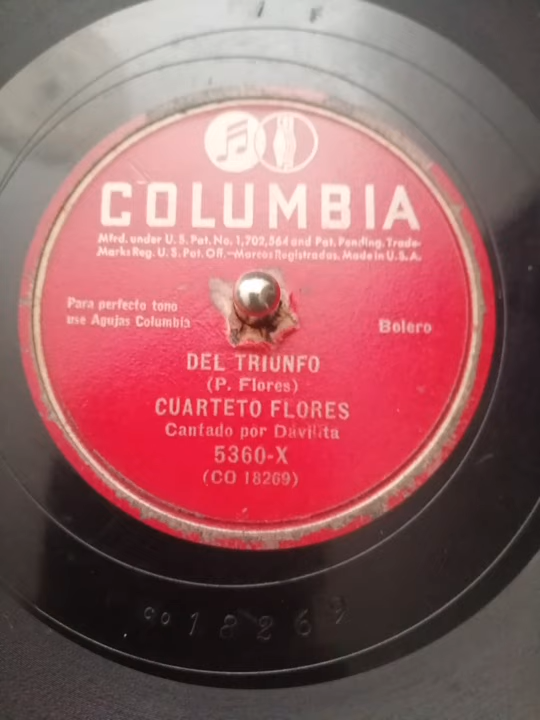 COLUMBIA
Mfrd. under U.S. Pat. No. 1,702,564 and Pat. Pending. Trade-
Marks Reg. U.S. Pat. Off.—Marcas Registradas. Made in U.S.A.
Para perfecto tono
use Agujas Columbia
Bolero
DEL TRIUNFO
(P. Flores)
CUARTETO FLORES
Cantado por Davilita
5360-X
(CO 18269)
CO 18269